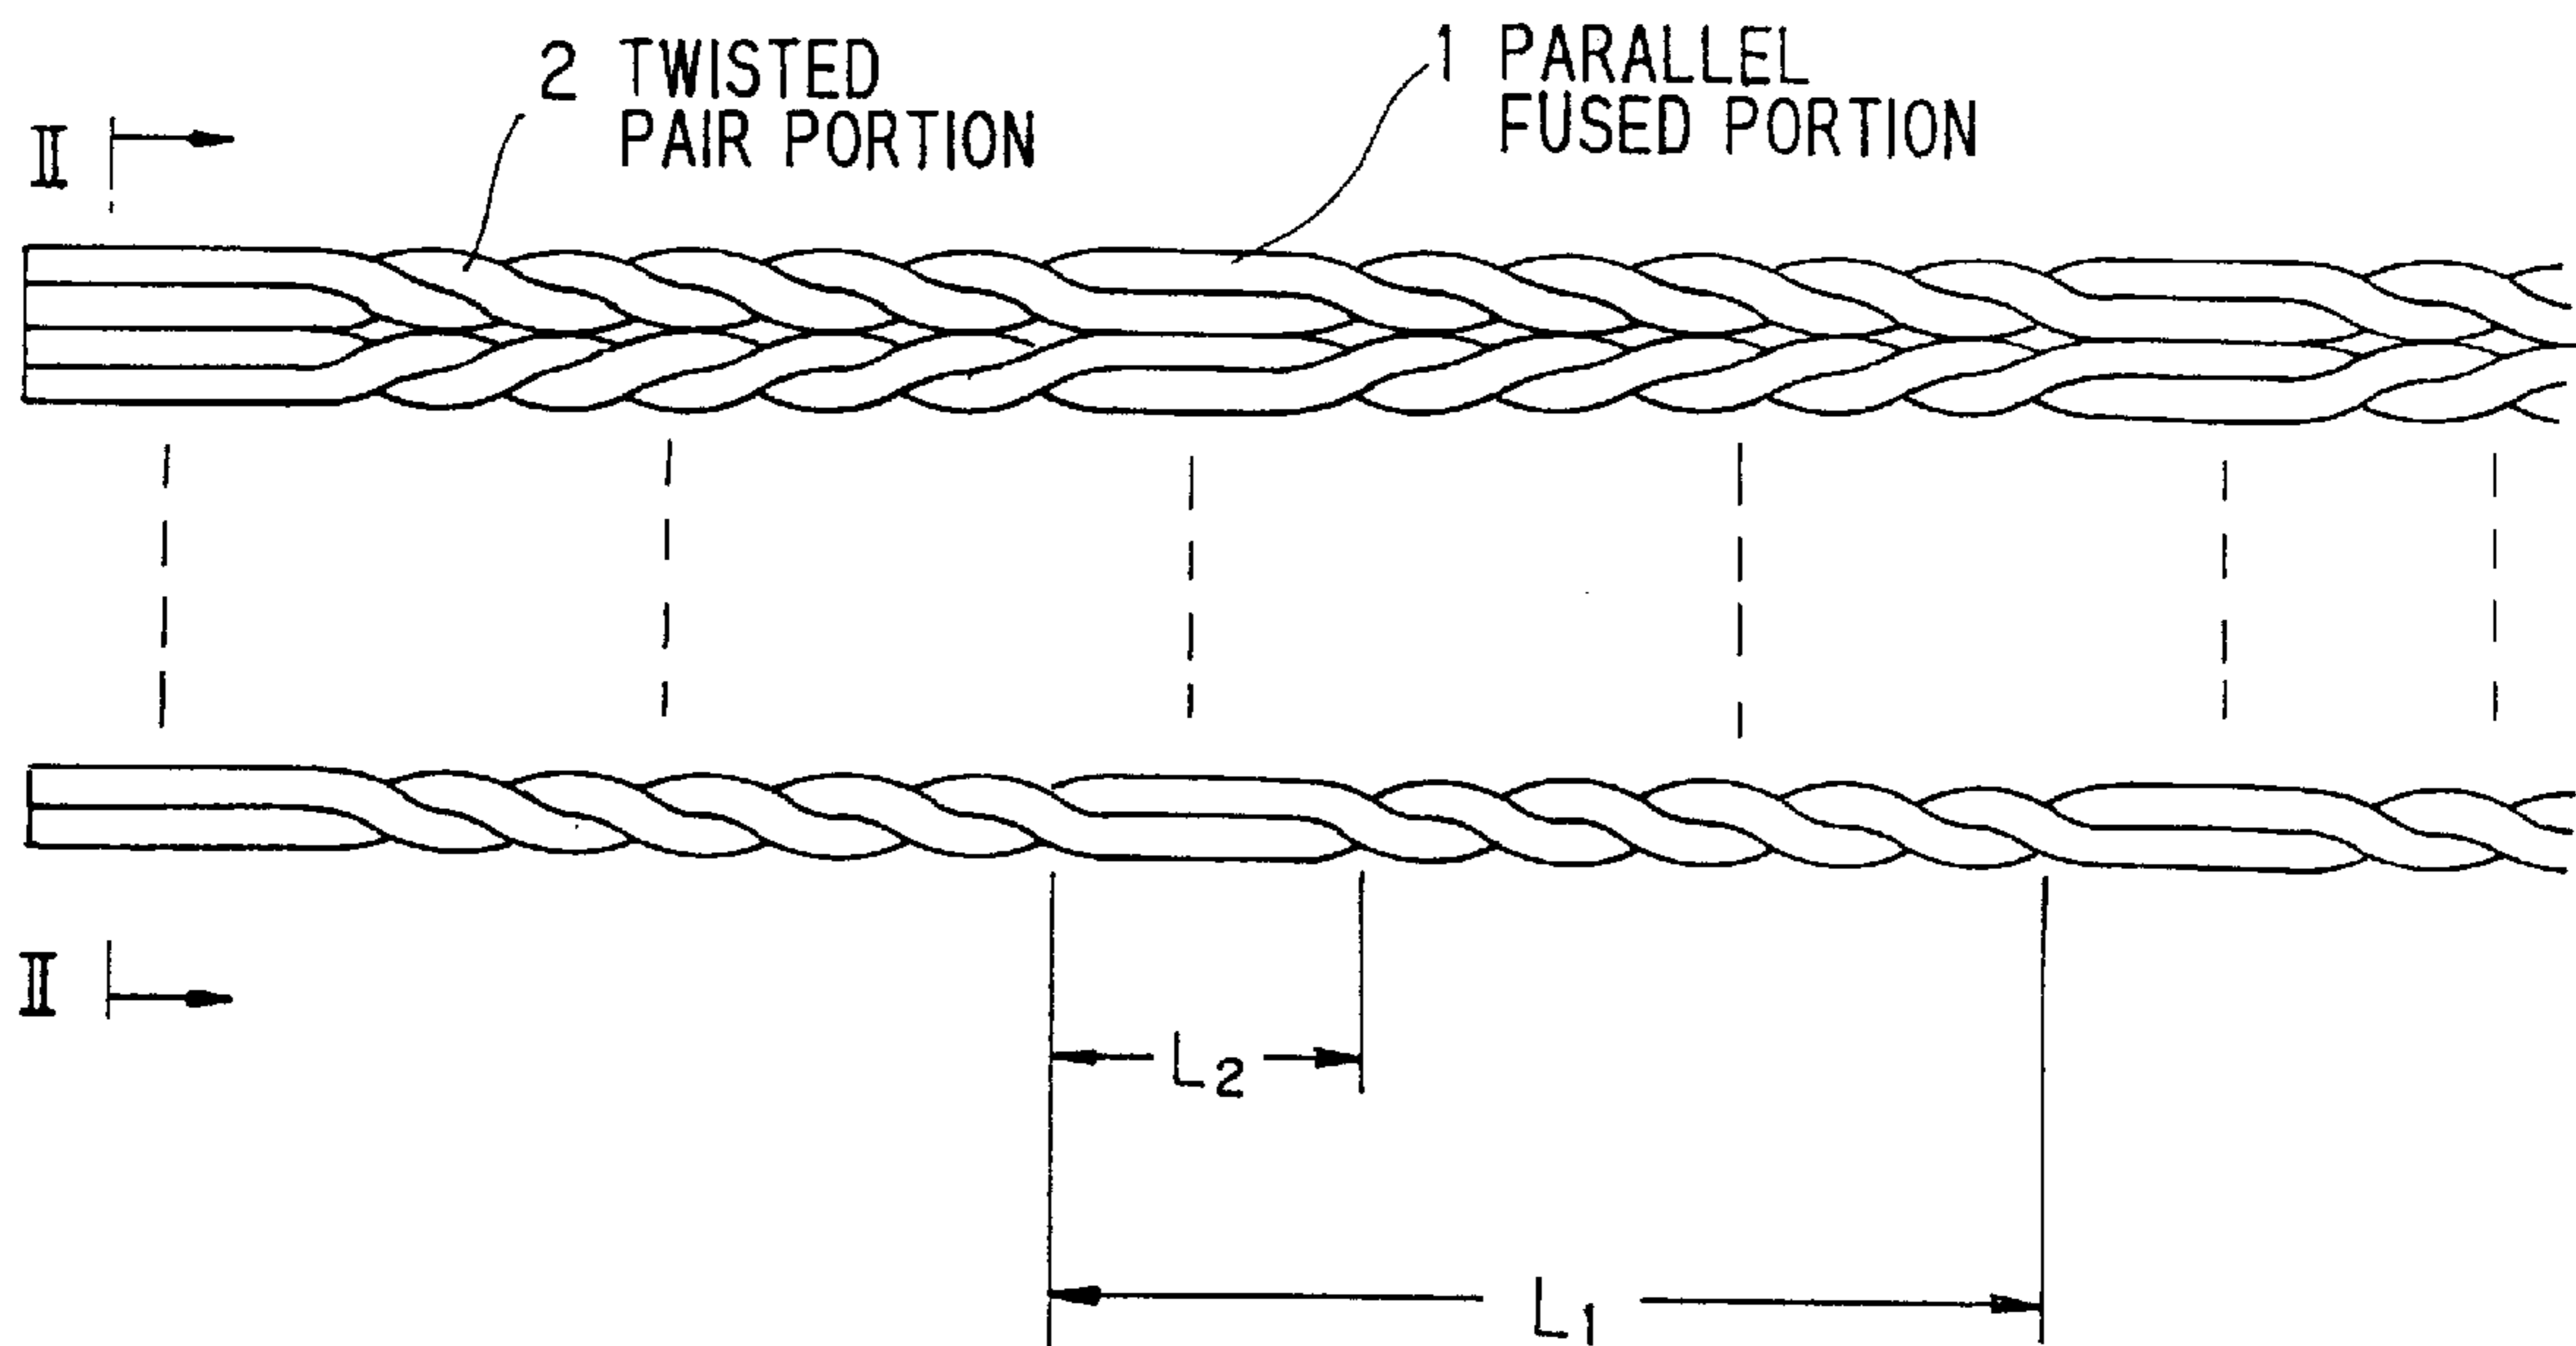 2 TWISTED
PAIR PORTION
1 PARALLEL
FUSED PORTION
II
II
L2
L1